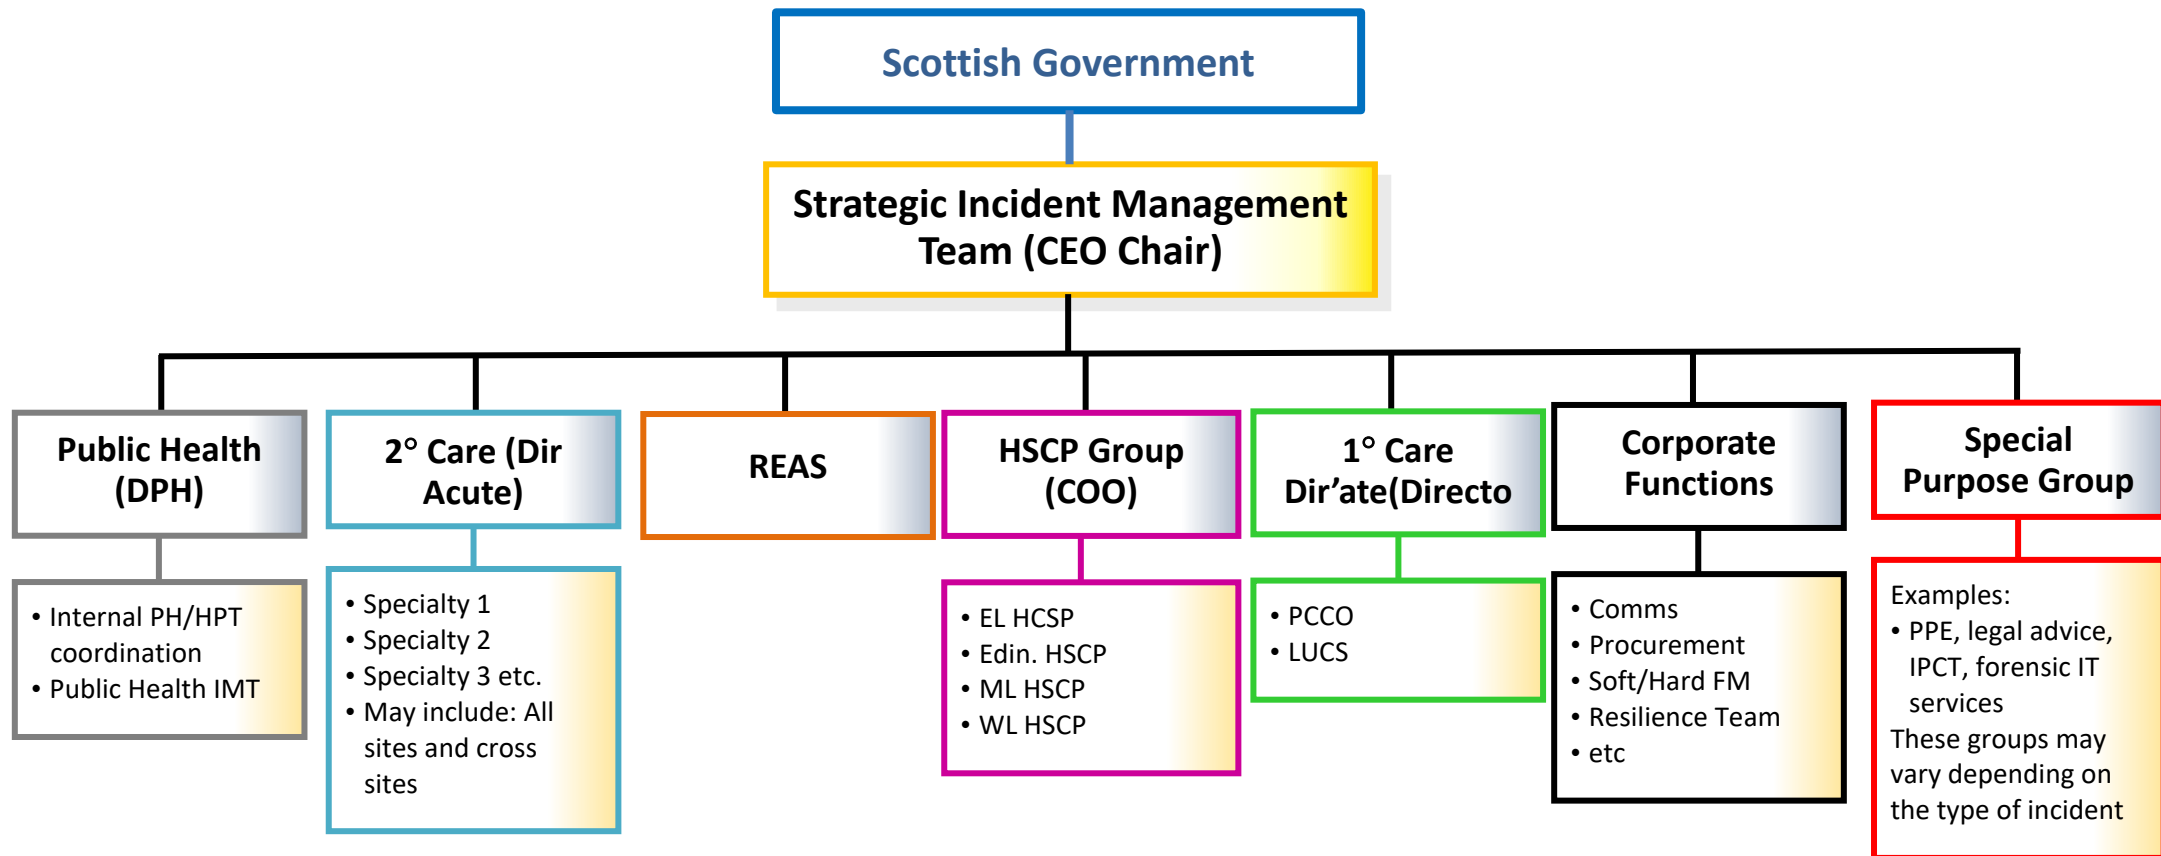 Scottish Government
Strategic Incident Management
Team (CEO Chair)
Public Health
(DPH)
2° Care (Dir
Acute)
REAS
HSCP Group
(COO)
1° Care
Dir’ate(Directo
Corporate
Functions
Special
Purpose Group
• Internal PH/HPT
coordination
• Public Health IMT
• Specialty 1
• Specialty 2
• Specialty 3 etc.
• May include: All
sites and cross
sites
• EL HCSP
• Edin. HSCP
• ML HSCP
• WL HSCP
• PCCO
• LUCS
• Comms
• Procurement
• Soft/Hard FM
• Resilience Team
• etc
Examples:
• PPE, legal advice,
IPCT, forensic IT
services
These groups may
vary depending on
the type of incident